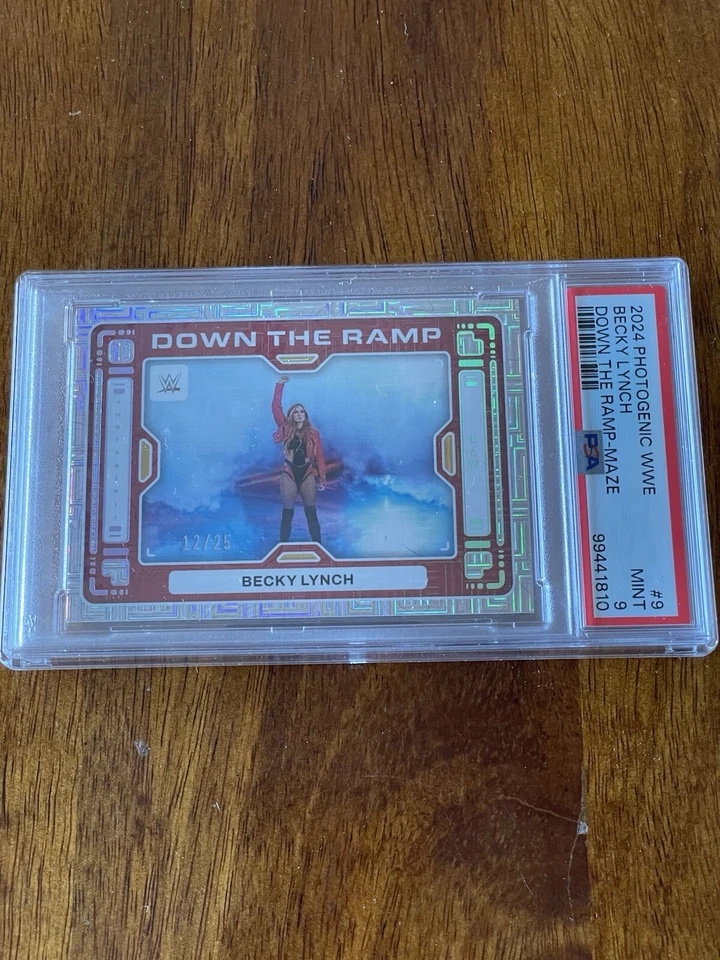 DOWN THE RAMP
W
12/25
BECKY LYNCH
2024 PHOTOGENIC WWE
BECKY LYNCH
DOWN THE RAMP-MAZE
#9
MINT
9
PSA
99441810